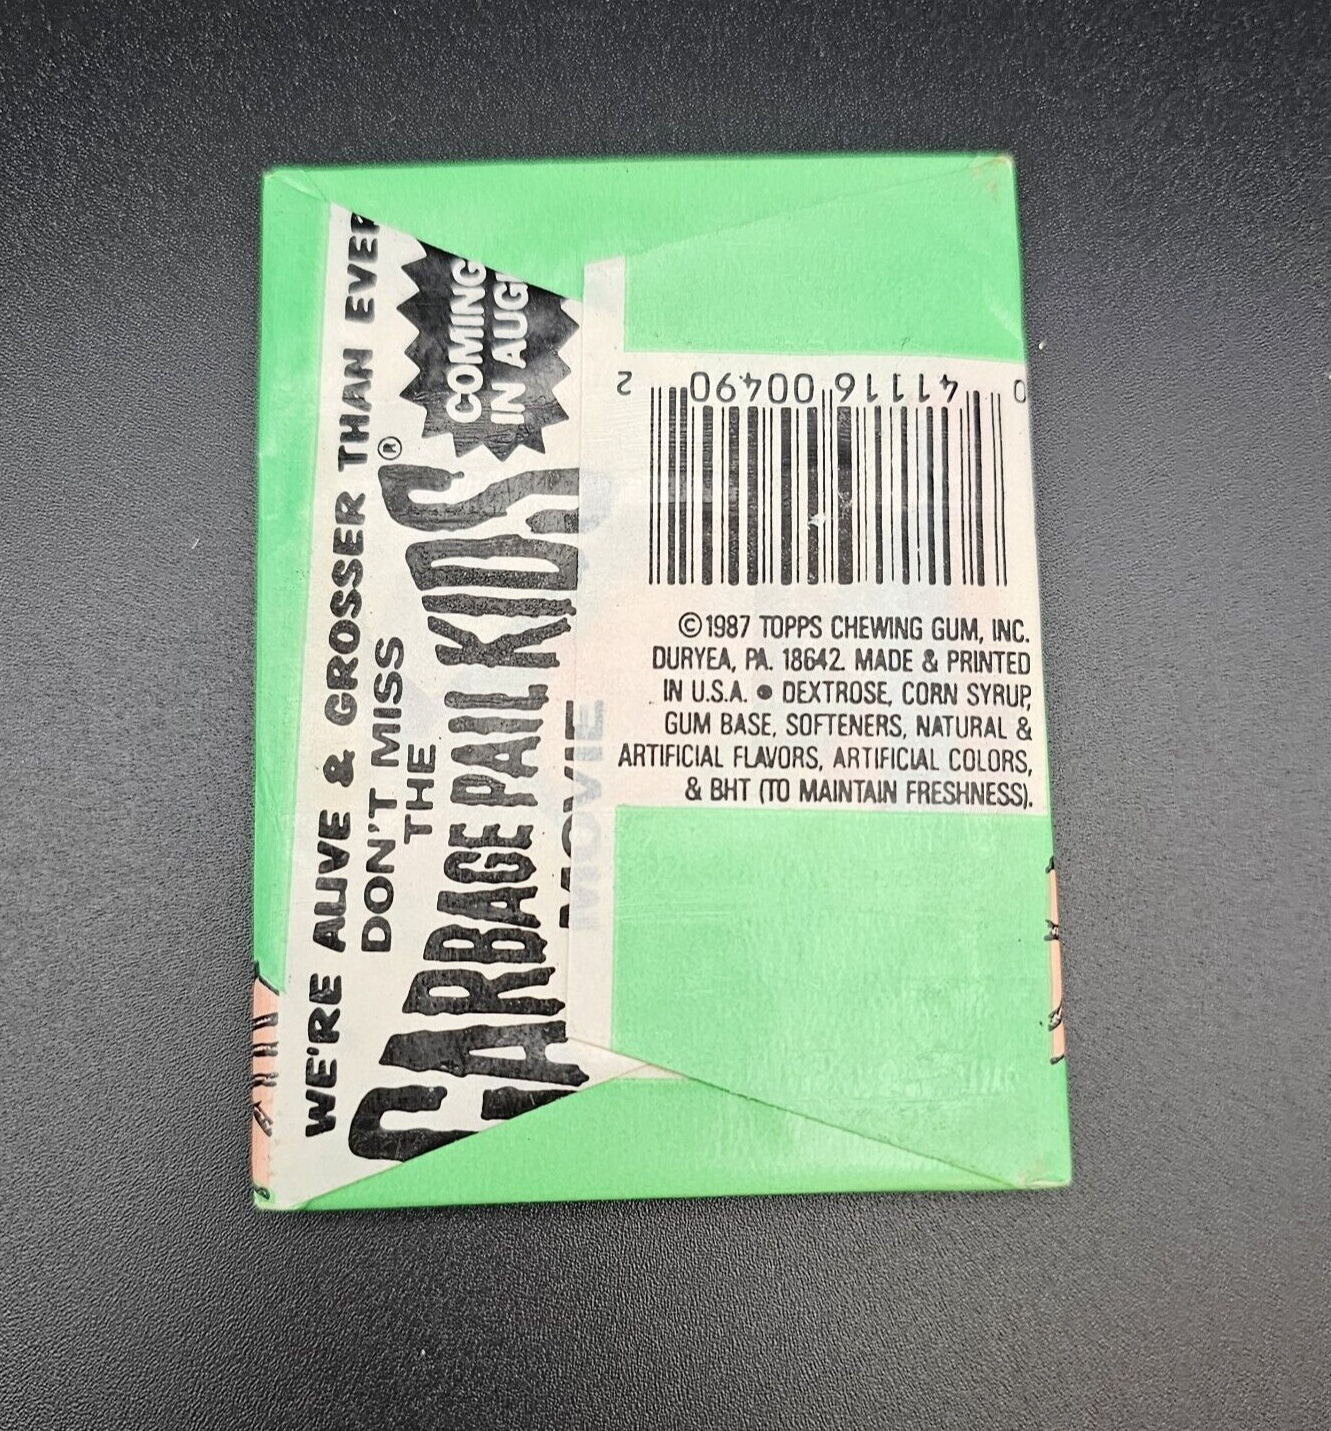 WE'RE ALIVE & GROSSER THAN EVER
DON'T MISS
THE
GARBAGE PAIL KIDS®
MOVIE
COMING
IN AUG
0 41116 00490 2
©1987 TOPPS CHEWING GUM, INC.
DURYEA, PA. 18642. MADE & PRINTED
IN U.S.A. ● DEXTROSE, CORN SYRUP,
GUM BASE, SOFTENERS, NATURAL &
ARTIFICIAL FLAVORS, ARTIFICIAL COLORS,
& BHT (TO MAINTAIN FRESHNESS).